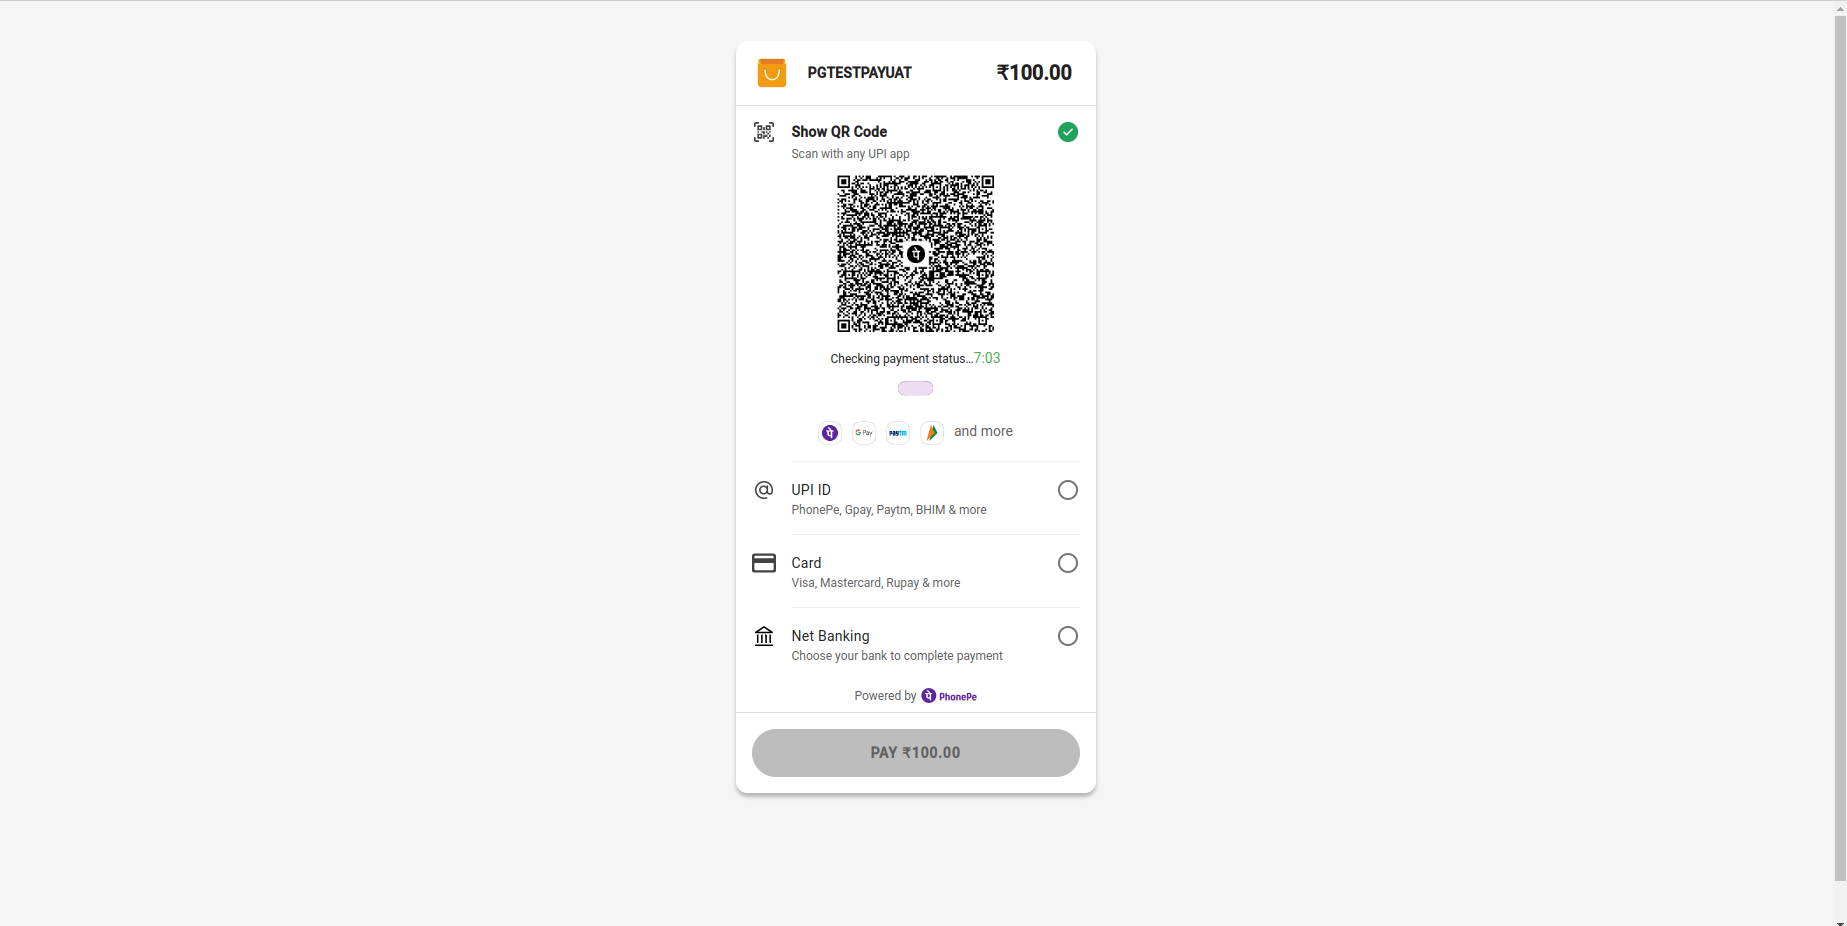 PGTESTPAYUAT ₹100.00
Show QR Code
Scan with any UPI app
पे
Checking payment status...7:03
पे G Pay paytm and more
UPI ID
PhonePe, Gpay, Paytm, BHIM & more
Card
Visa, Mastercard, Rupay & more
Net Banking
Choose your bank to complete payment
Powered by पे PhonePe
PAY ₹100.00